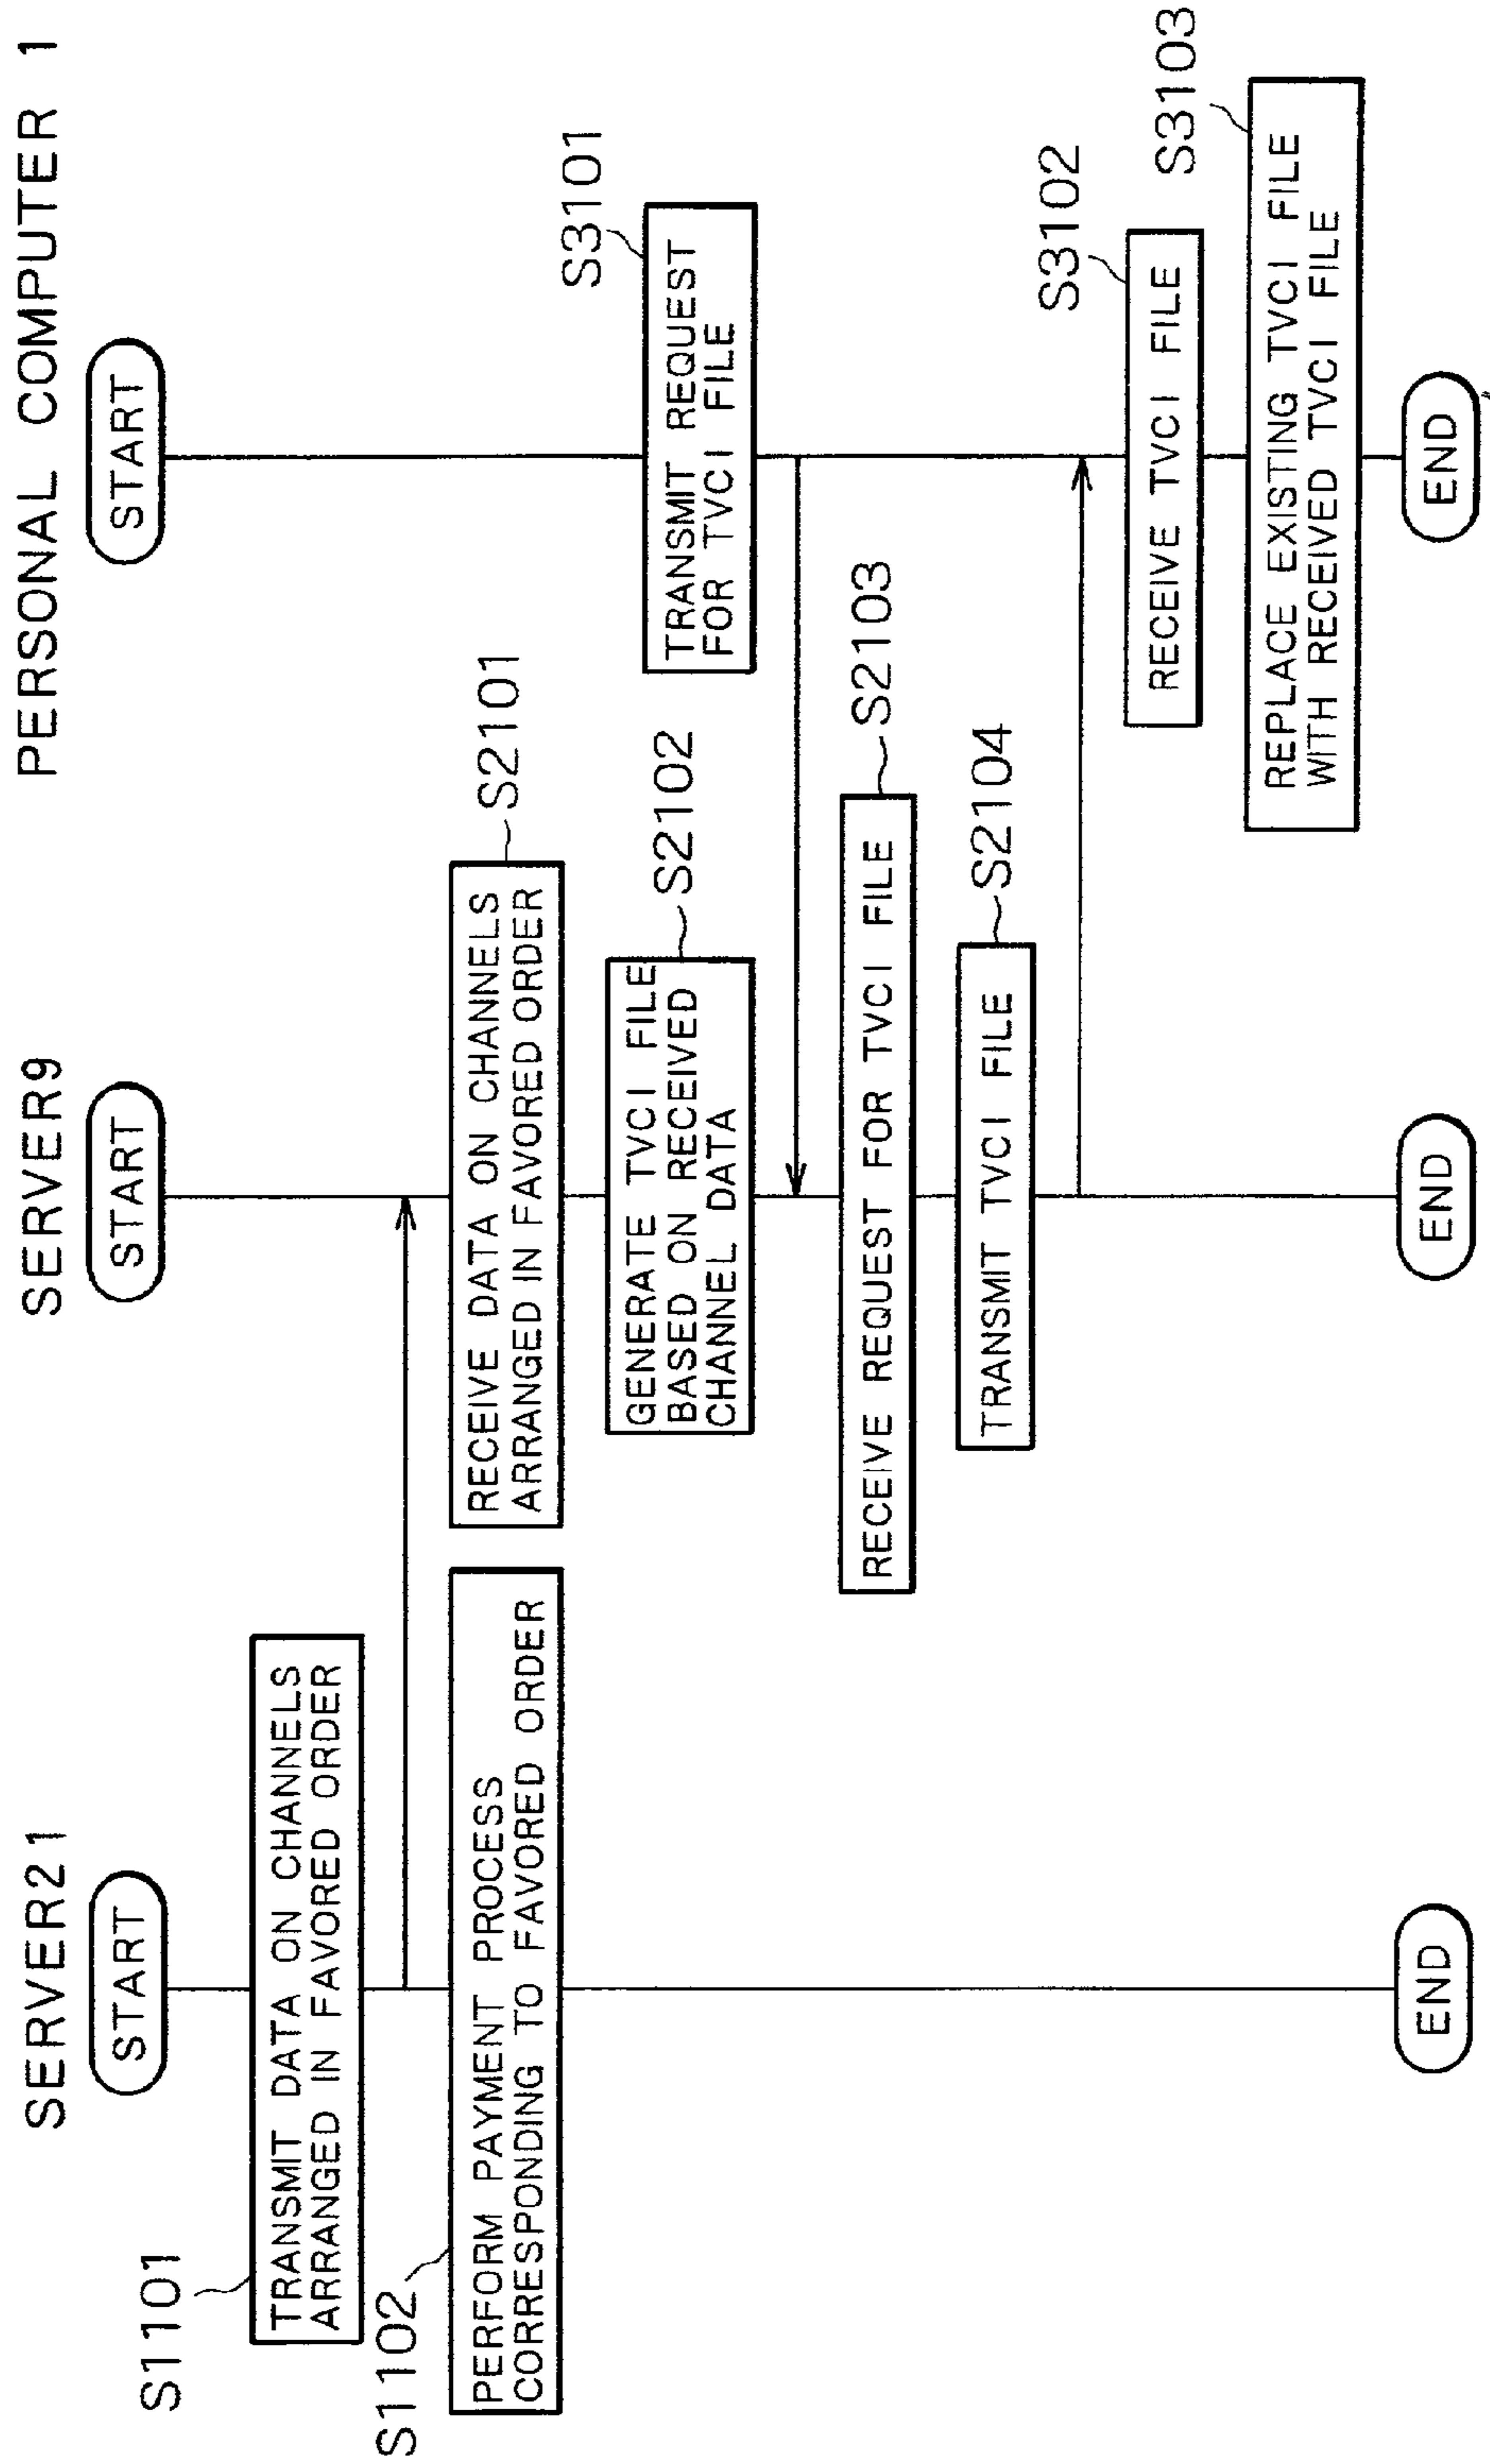 SERVER21
START
S1101
TRANSMIT DATA ON CHANNELS
ARRANGED IN FAVORED ORDER
S1102
PERFORM PAYMENT PROCESS
CORRESPONDING TO FAVORED ORDER
END
SERVER9
START
RECEIVE DATA ON CHANNELS
ARRANGED IN FAVORED ORDER
S2101
GENERATE TVCI FILE
BASED ON RECEIVED
CHANNEL DATA
S2102
RECEIVE REQUEST FOR TVCI FILE
S2103
TRANSMIT TVCI FILE
S2104
END
PERSONAL COMPUTER 1
START
TRANSMIT REQUEST
FOR TVCI FILE
S3101
RECEIVE TVCI FILE
S3102
REPLACE EXISTING TVCI FILE
WITH RECEIVED TVCI FILE
S3103
END